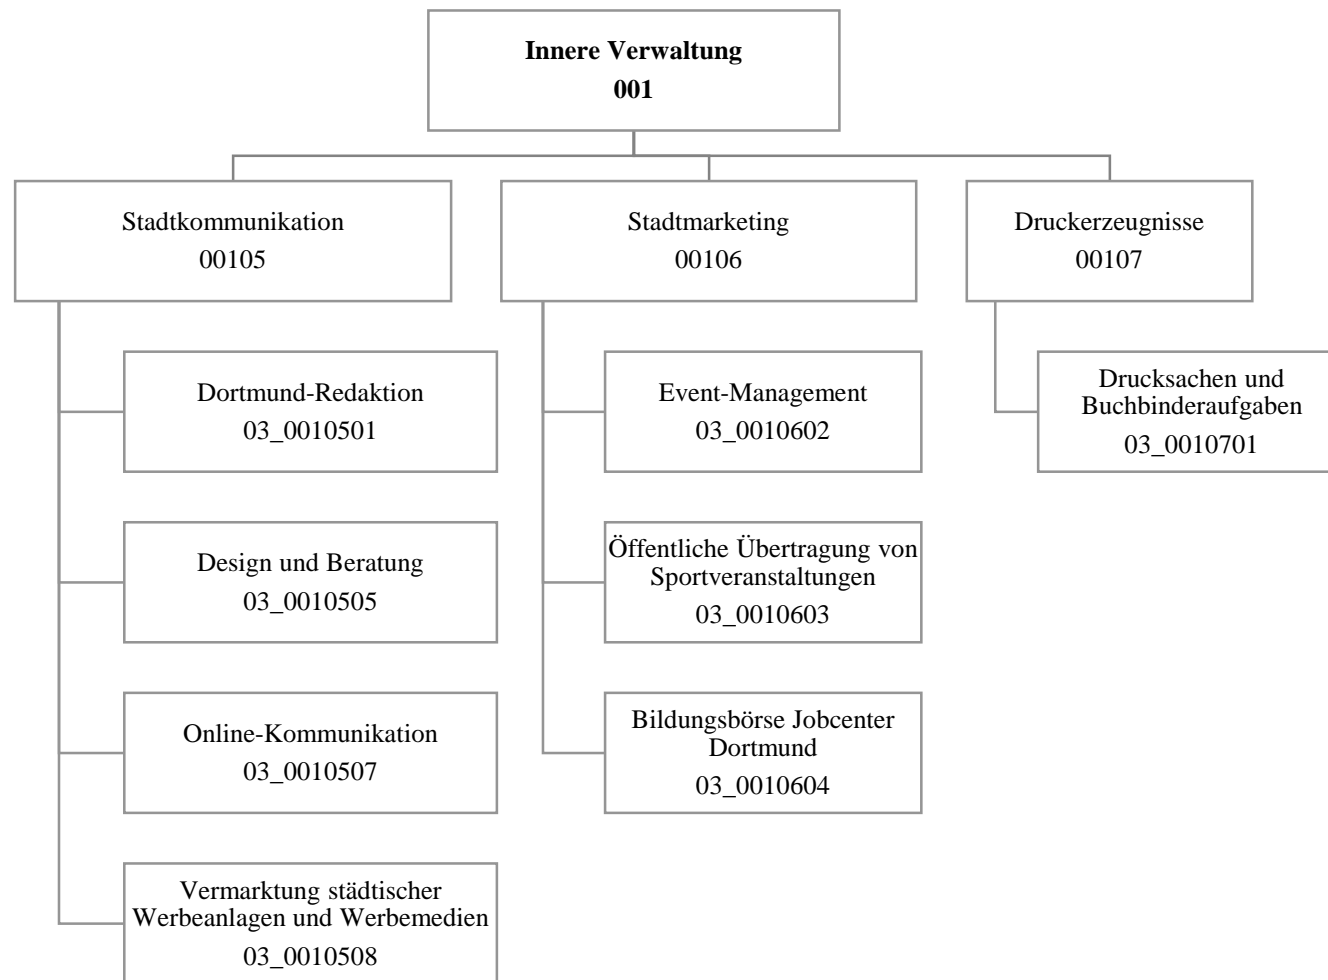 Innere Verwaltung
001
Stadtkommunikation
00105
Dortmund-Redaktion
03_0010501
Design und Beratung
03_0010505
Online-Kommunikation
03_0010507
Vermarktung städtischer
Werbeanlagen und Werbemedien
03_0010508
Stadtmarketing
00106
Event-Management
03_0010602
Öffentliche Übertragung von
Sportveranstaltungen
03_0010603
Bildungsbörse Jobcenter
Dortmund
03_0010604
Druckerzeugnisse
00107
Drucksachen und
Buchbinderaufgaben
03_0010701